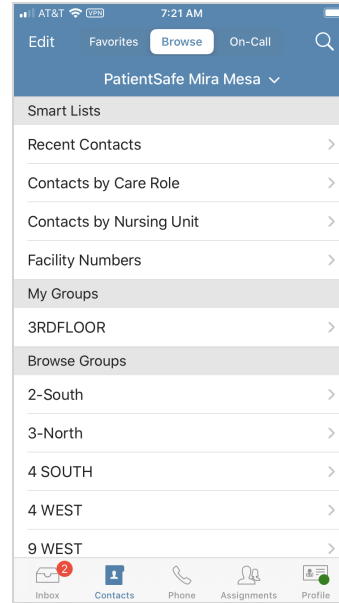 AT&T VPN 7:21 AM
Edit Favorites Browse On-Call
PatientSafe Mira Mesa
Smart Lists
Recent Contacts
Contacts by Care Role
Contacts by Nursing Unit
Facility Numbers
My Groups
3RDFLOOR
Browse Groups
2-South
3-North
4 SOUTH
4 WEST
9 WEST
2
Inbox Contacts Phone Assignments Profile